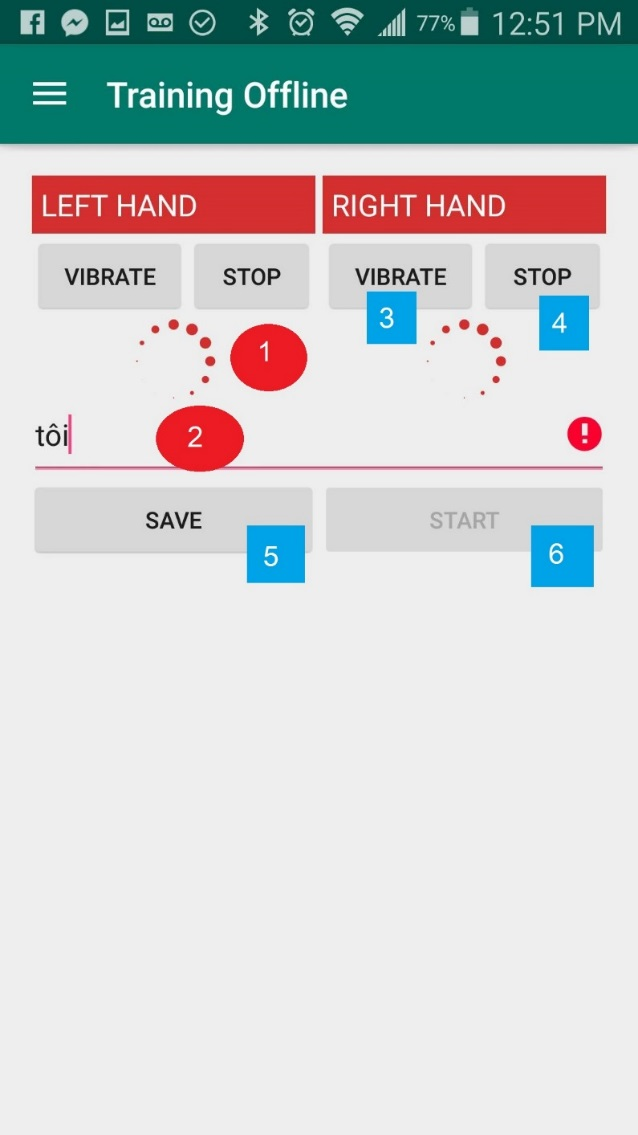 77% 12:51 PM
Training Offline
LEFT HAND RIGHT HAND
VIBRATE STOP VIBRATE STOP
3 4
1
tôi 2
SAVE START
5 6